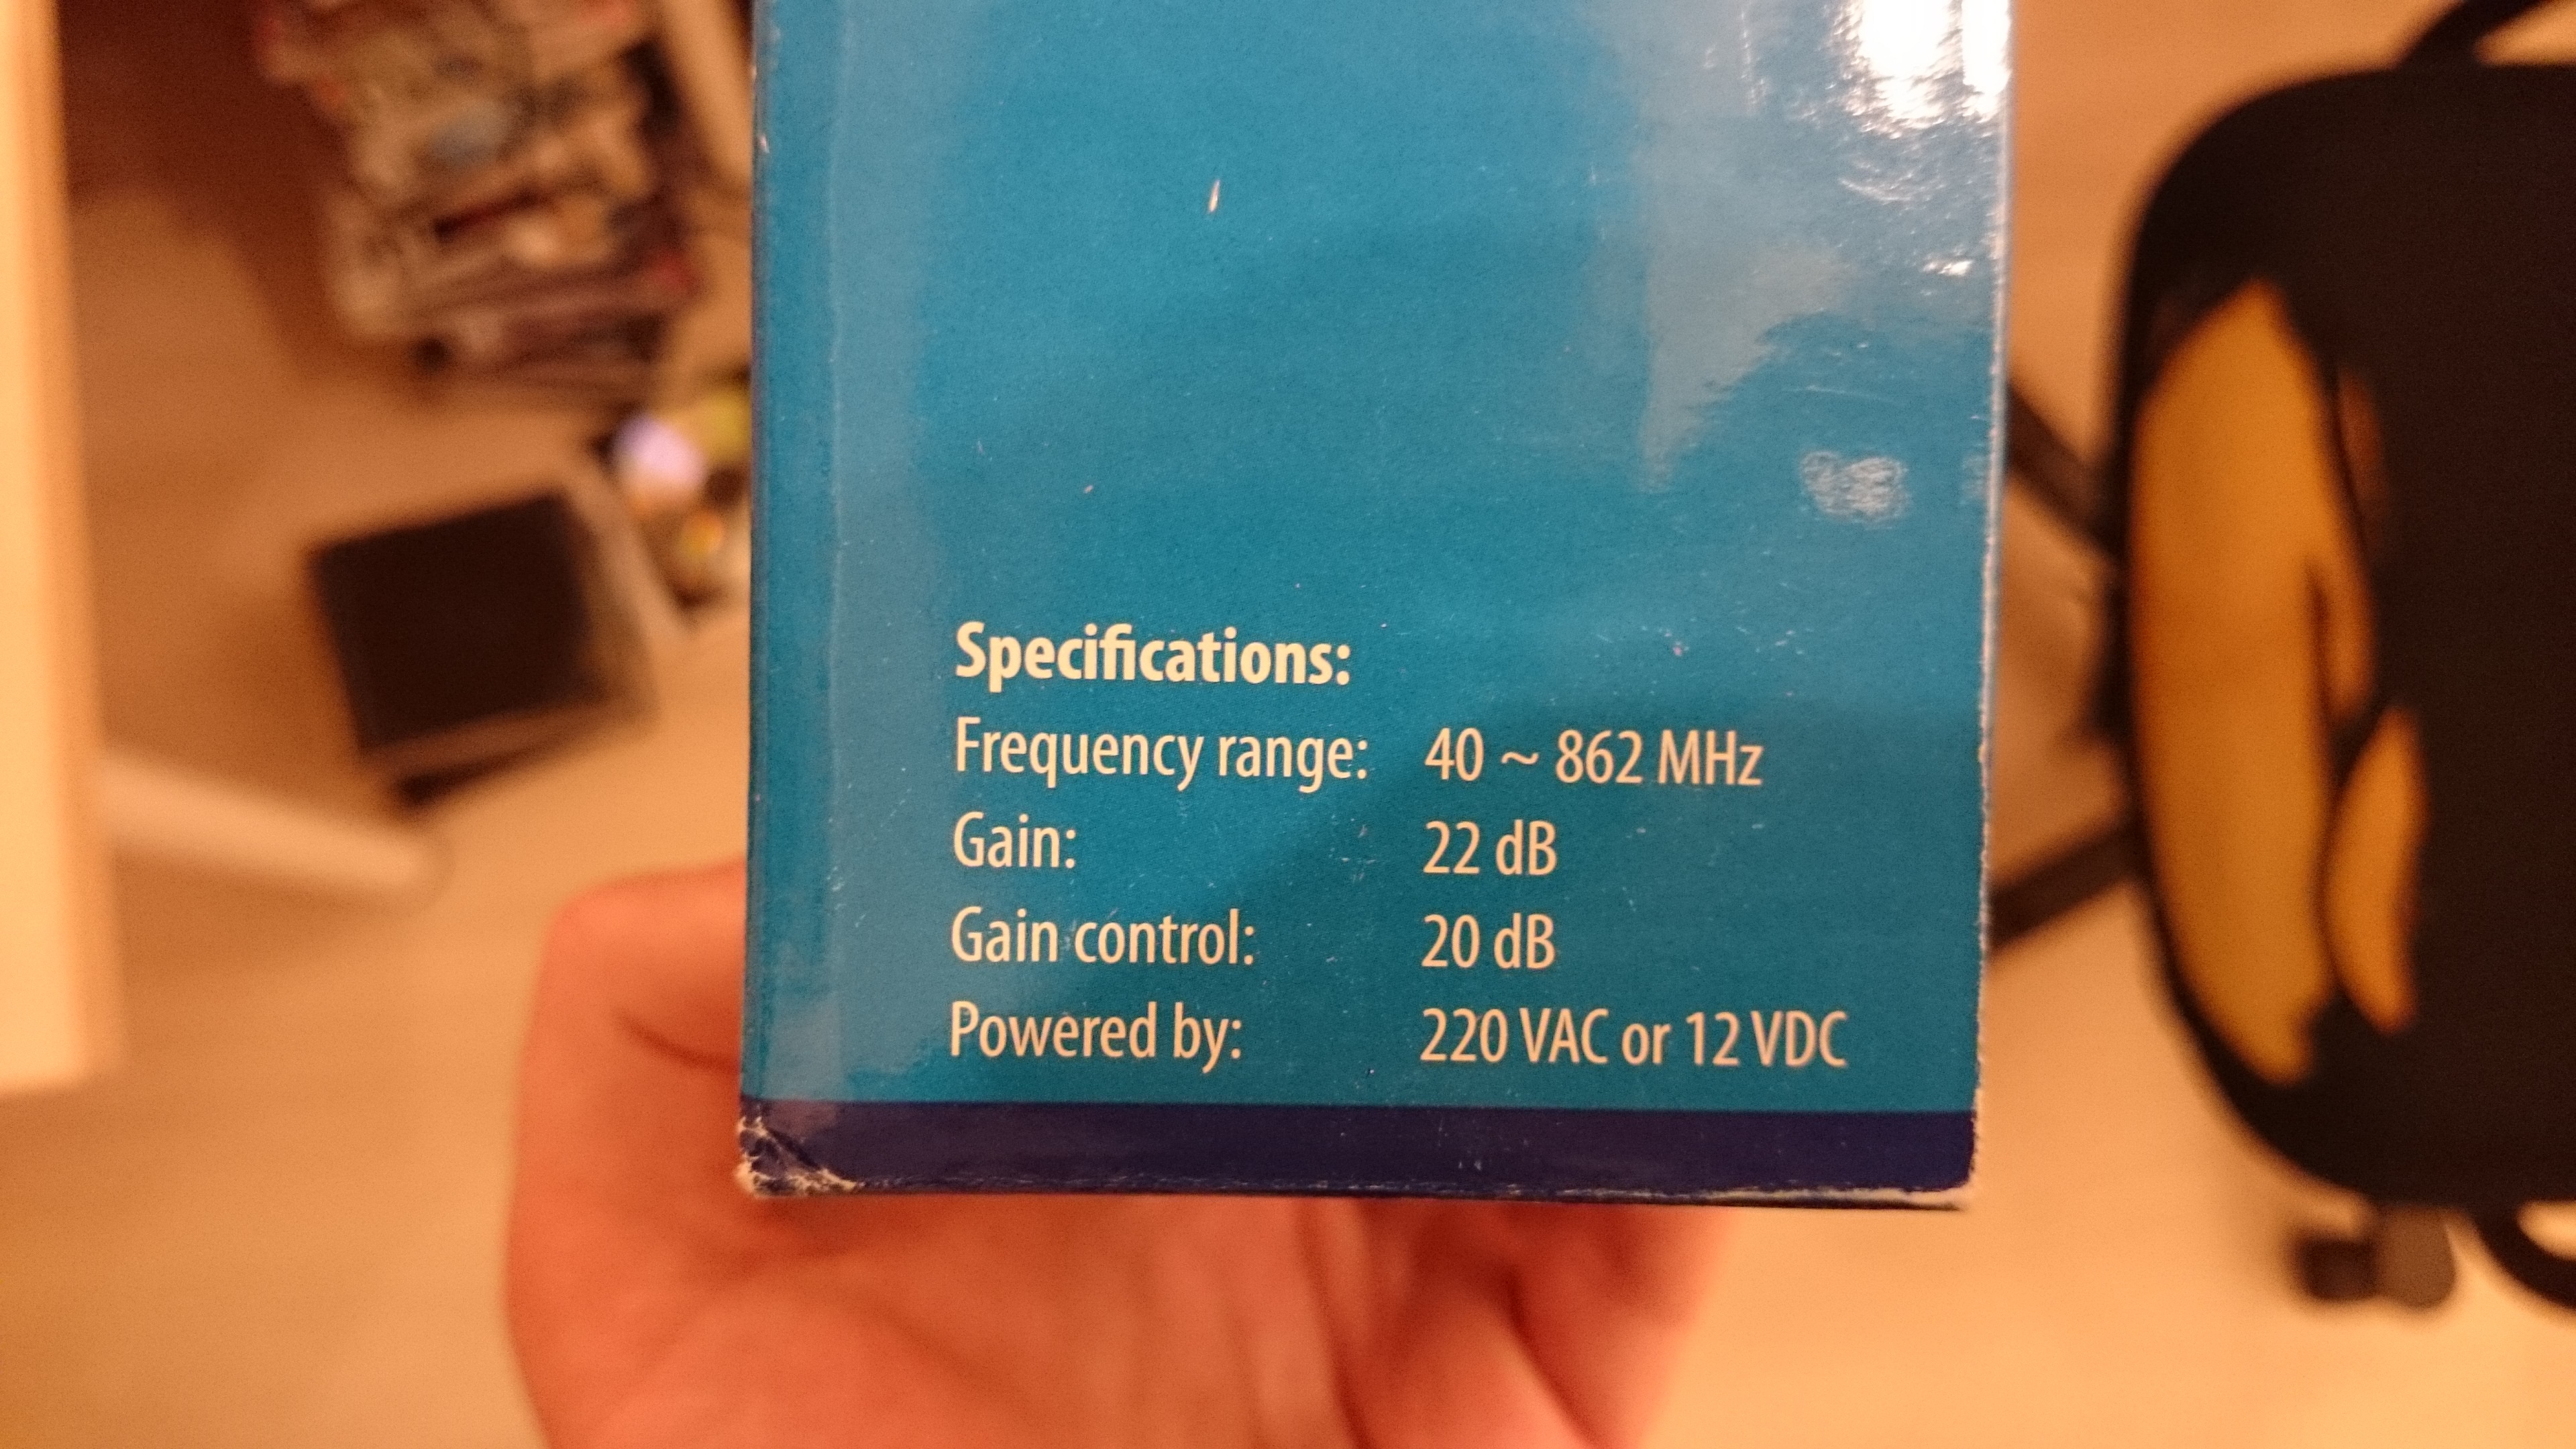 Specifications:
Frequency range: 40 ~ 862 MHz
Gain: 22 dB
Gain control: 20 dB
Powered by: 220 VAC or 12 VDC